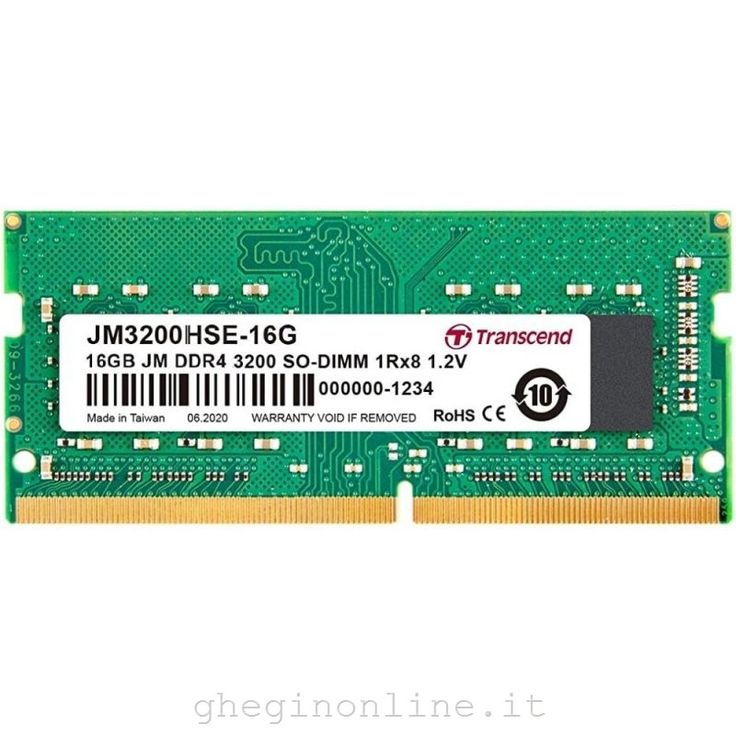 JM3200HSE-16G
Transcend
16GB JM DDR4 3200 SO-DIMM 1Rx8 1.2V
000000-1234
10
Made in Taiwan 06.2020 WARRANTY VOID IF REMOVED RoHS CE
gheginonline.it